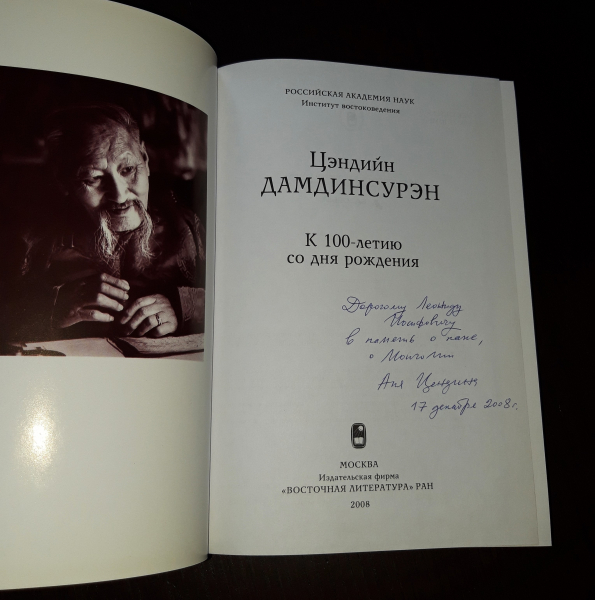 РОССИЙСКАЯ АКАДЕМИЯ НАУК
Институт востоковедения
Цэндийн
ДАМДИНСУРЭН
К 100-летию
со дня рождения
Дорогому Леониду
Иосифовичу
в память о папе,
о Монголии
Аня Цендина
17 декабря 2008 г.
МОСКВА
Издательская фирма
«ВОСТОЧНАЯ ЛИТЕРАТУРА» РАН
2008